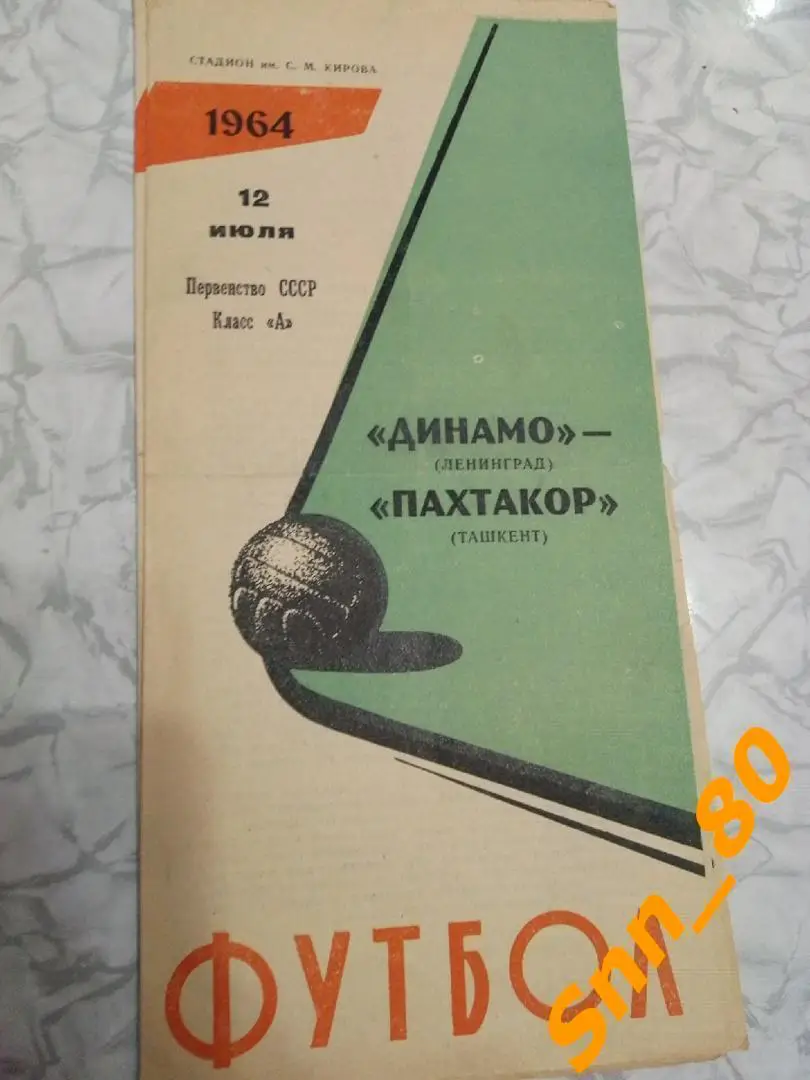 СТАДИОН им. С. М. КИРОВА
1964
12
ИЮЛЯ
Первенство СССР
Класс «А»
«ДИНАМО» —
(ЛЕНИНГРАД)
«ПАХТАКОР»
(ТАШКЕНТ)
ФУТБОЛ
Snn_80